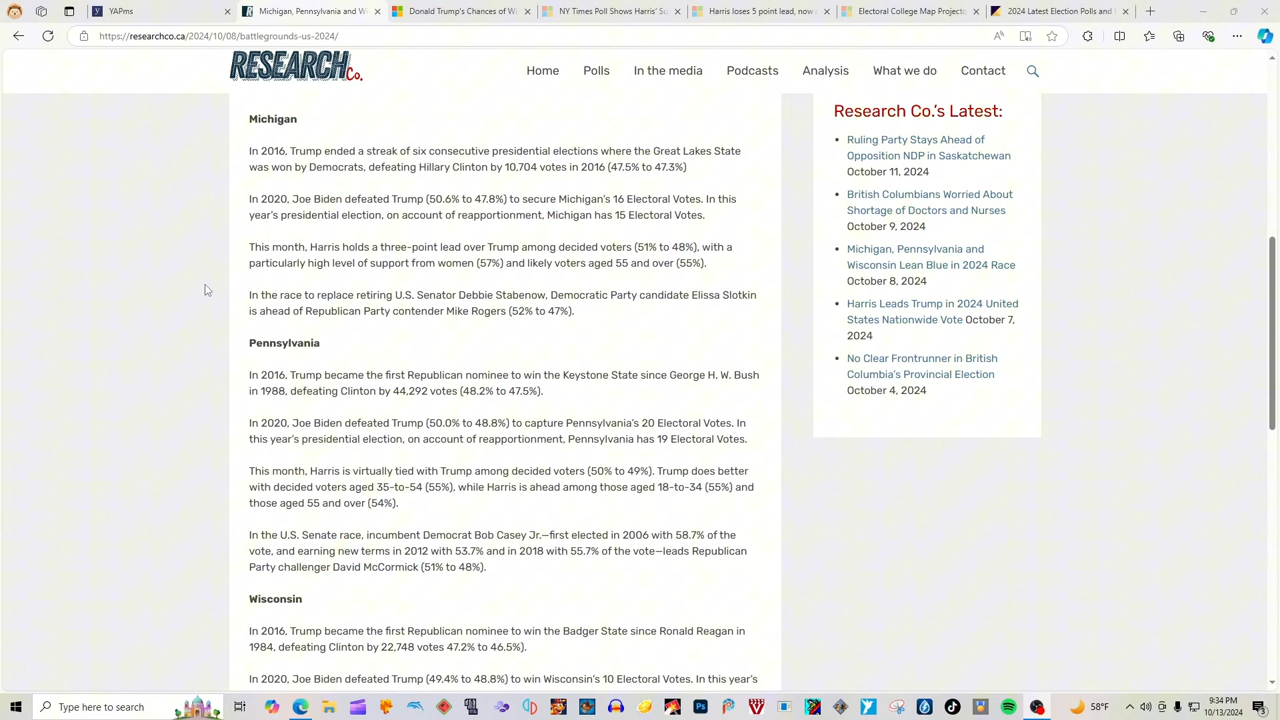 YAPms
Donald Trump's Chances of Wi
Times Poll Shows Harris' Su
Harris loses 5 point lead, now d
Electoral College Map Based o
2024 Latest Election Polls and
https://researchco.ca/2024/10/08/battlegrounds-us-2024/
RESEARCH Co.
Home Polls In the media Podcasts Analysis What we do Contact
Michigan
In 2016, Trump ended a streak of six consecutive presidential elections where the Great Lakes State
was won by Democrats, defeating Hillary Clinton by 10,704 votes in 2016 (47.5% to 47.3%)
In 2020, Joe Biden defeated Trump (50.6% to 47.8%) to secure Michigan's 16 Electoral Votes. In this
year's presidential election, on account of reapportionment, Michigan has 15 Electoral Votes.
This month, Harris holds a three-point lead over Trump among decided voters (51% to 48%), with a
particularly high level of support from women (57%) and likely voters aged 55 and over (55%).
In the race to replace retiring U.S. Senator Debbie Stabenow, Democratic Party candidate Elissa Slotkin
is ahead of Republican Party contender Mike Rogers (52% to 47%).
Pennsylvania
In 2016, Trump became the first Republican nominee to win the Keystone State since George H. W. Bush
in 1988, defeating Clinton by 44,292 votes (48.2% to 47.5%).
In 2020, Joe Biden defeated Trump (50.0% to 48.8%) to capture Pennsylvania's 20 Electoral Votes. In
this year's presidential election, on account of reapportionment, Pennsylvania has 19 Electoral Votes.
This month, Harris is virtually tied with Trump among decided voters (50% to 49%). Trump does better
with decided voters aged 35-to-54 (55%), while Harris is ahead among those aged 18-to-34 (55%) and
those aged 55 and over (54%).
In the U.S. Senate race, incumbent Democrat Bob Casey Jr.—first elected in 2006 with 58.7% of the
vote, and earning new terms in 2012 with 53.7% and in 2018 with 55.7% of the vote—leads Republican
Party challenger David McCormick (51% to 48%).
Wisconsin
In 2016, Trump became the first Republican nominee to win the Badger State since Ronald Reagan in
1984, defeating Clinton by 22,748 votes 47.2% to 46.5%).
In 2020, Joe Biden defeated Trump (49.4% to 48.8%) to win Wisconsin's 10 Electoral Votes. In this year's
Research Co.'s Latest:
Ruling Party Stays Ahead of
Opposition NDP in Saskatchewan
October 11, 2024
British Columbians Worried About
Shortage of Doctors and Nurses
October 9, 2024
Michigan, Pennsylvania and
Wisconsin Lean Blue in 2024 Race
October 8, 2024
Harris Leads Trump in 2024 United
States Nationwide Vote October 7,
2024
No Clear Frontrunner in British
Columbia's Provincial Election
October 4, 2024
Type here to search
58°F
9:34 PM
10/13/2024